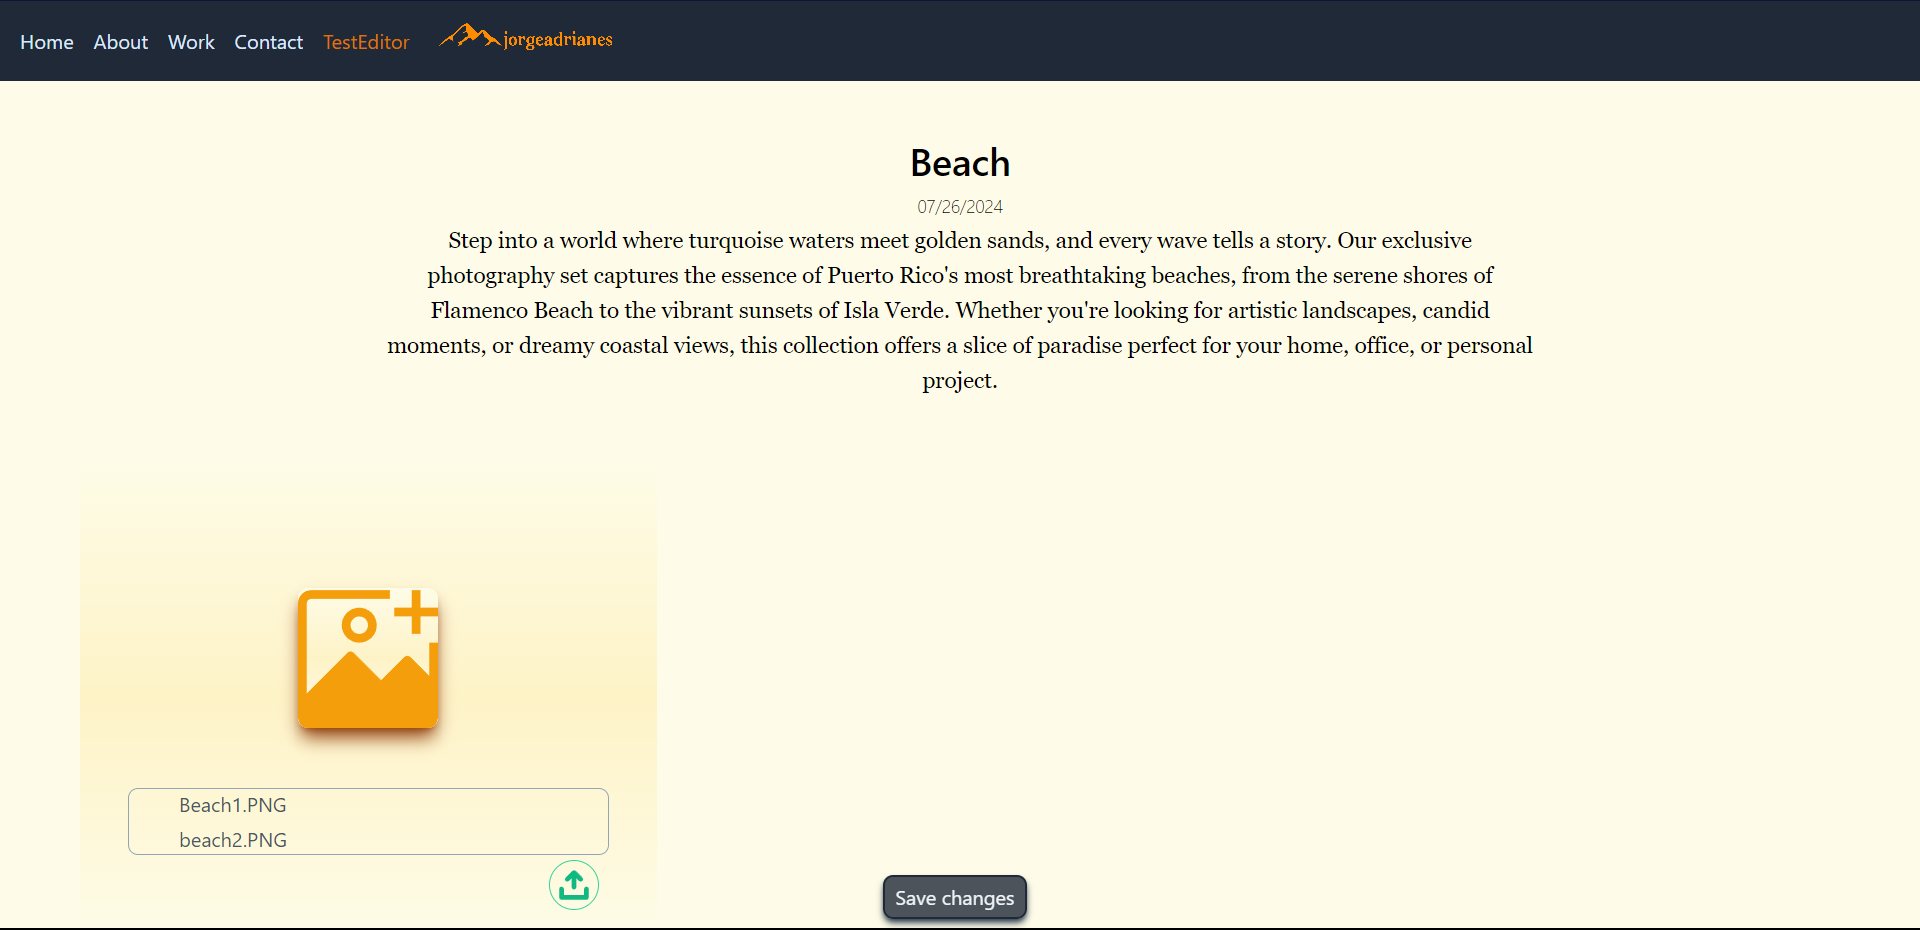 Home About Work Contact TestEditor jorgeadrianes
Beach
07/26/2024
Step into a world where turquoise waters meet golden sands, and every wave tells a story. Our exclusive
photography set captures the essence of Puerto Rico's most breathtaking beaches, from the serene shores of
Flamenco Beach to the vibrant sunsets of Isla Verde. Whether you're looking for artistic landscapes, candid
moments, or dreamy coastal views, this collection offers a slice of paradise perfect for your home, office, or personal
project.
Beach1.PNG
beach2.PNG
Save changes